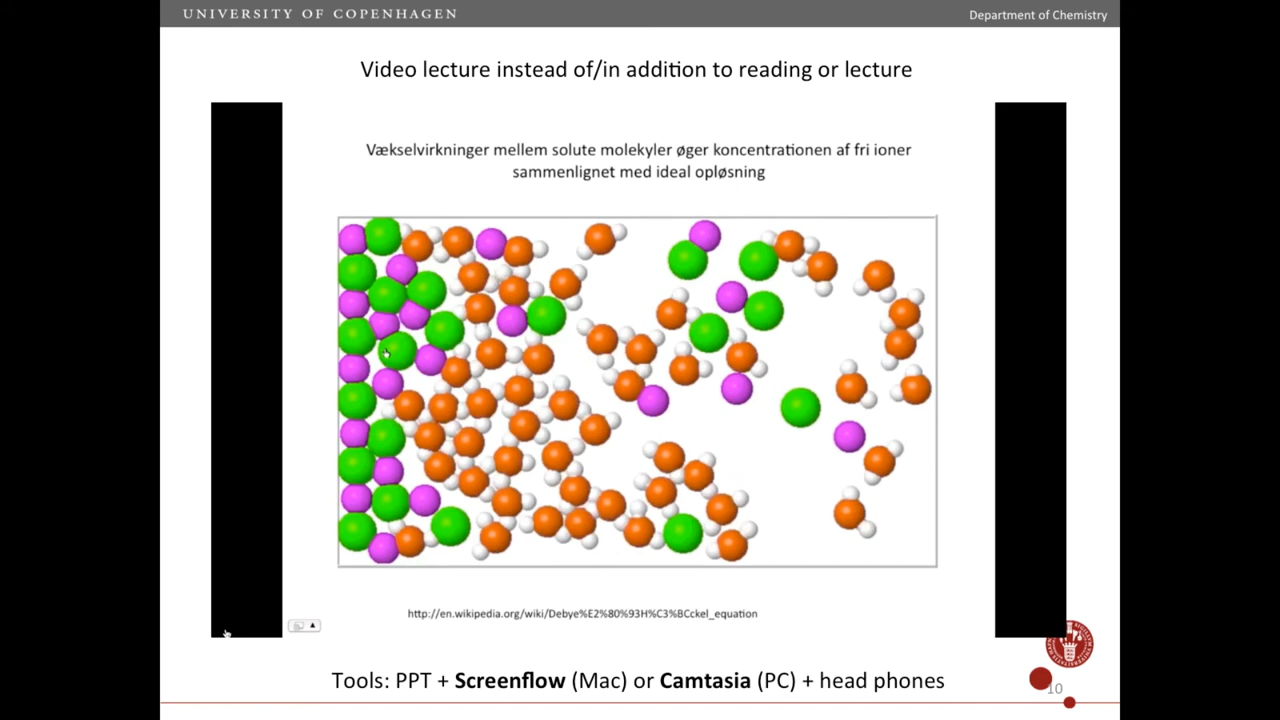 UNIVERSITY OF COPENHAGEN
Department of Chemistry
Video lecture instead of/in addition to reading or lecture
Vækselvirkninger mellem solute molekyler øger koncentrationen af fri ioner
sammenlignet med ideal opløsning
http://en.wikipedia.org/wiki/Debye%E2%80%93H%C3%BCckel_equation
Tools: PPT + Screenflow (Mac) or Camtasia (PC) + head phones
10